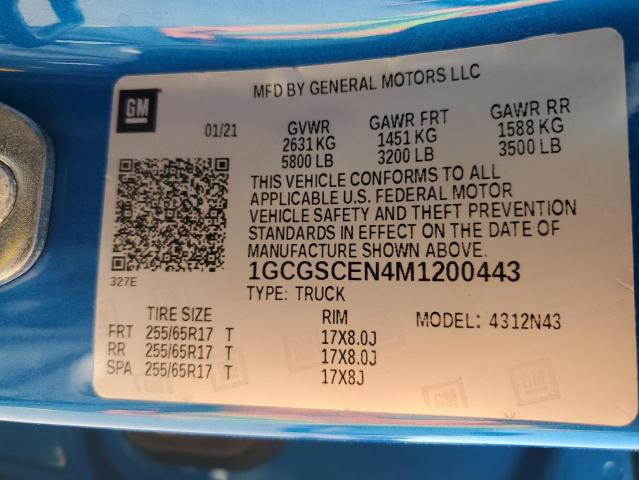 MFD BY GENERAL MOTORS LLC
GM
01/21 GVWR GAWR FRT GAWR RR
2631 KG 1451 KG 1588 KG
5800 LB 3200 LB 3500 LB
THIS VEHICLE CONFORMS TO ALL
APPLICABLE U.S. FEDERAL MOTOR
VEHICLE SAFETY AND THEFT PREVENTION
STANDARDS IN EFFECT ON THE DATE OF
MANUFACTURE SHOWN ABOVE.
327E
1GCGSCEN4M1200443
TYPE: TRUCK
TIRE SIZE RIM MODEL: 4312N43
FRT 255/65R17 T 17X8.0J
RR 255/65R17 T 17X8.0J
SPA 255/65R17 T 17X8J
GM
GM
GM